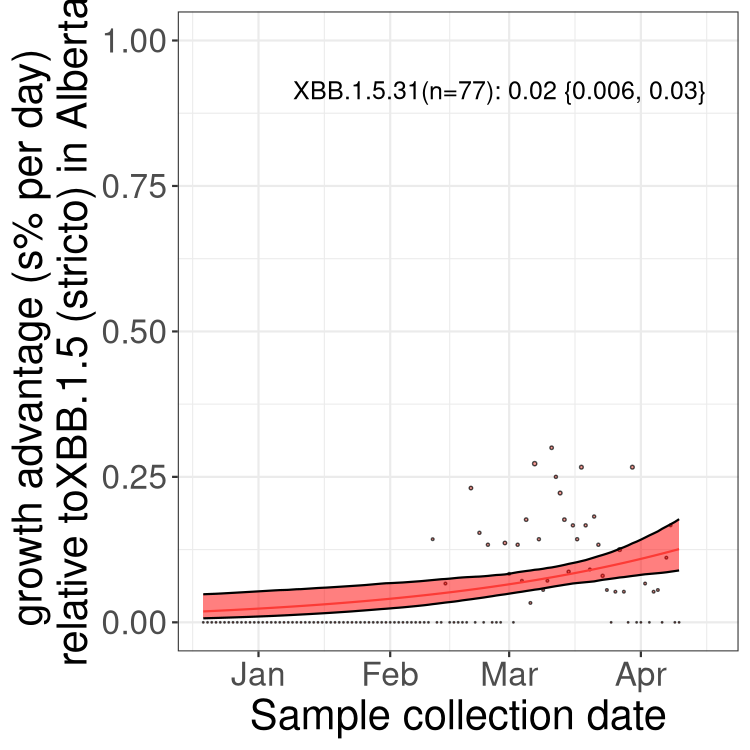 growth advantage (s% per day)
relative toXBB.1.5 (stricto) in Alberta
1.00
0.75
0.50
0.25
0.00
XBB.1.5.31(n=77): 0.02 {0.006, 0.03}
Jan Feb Mar Apr
Sample collection date